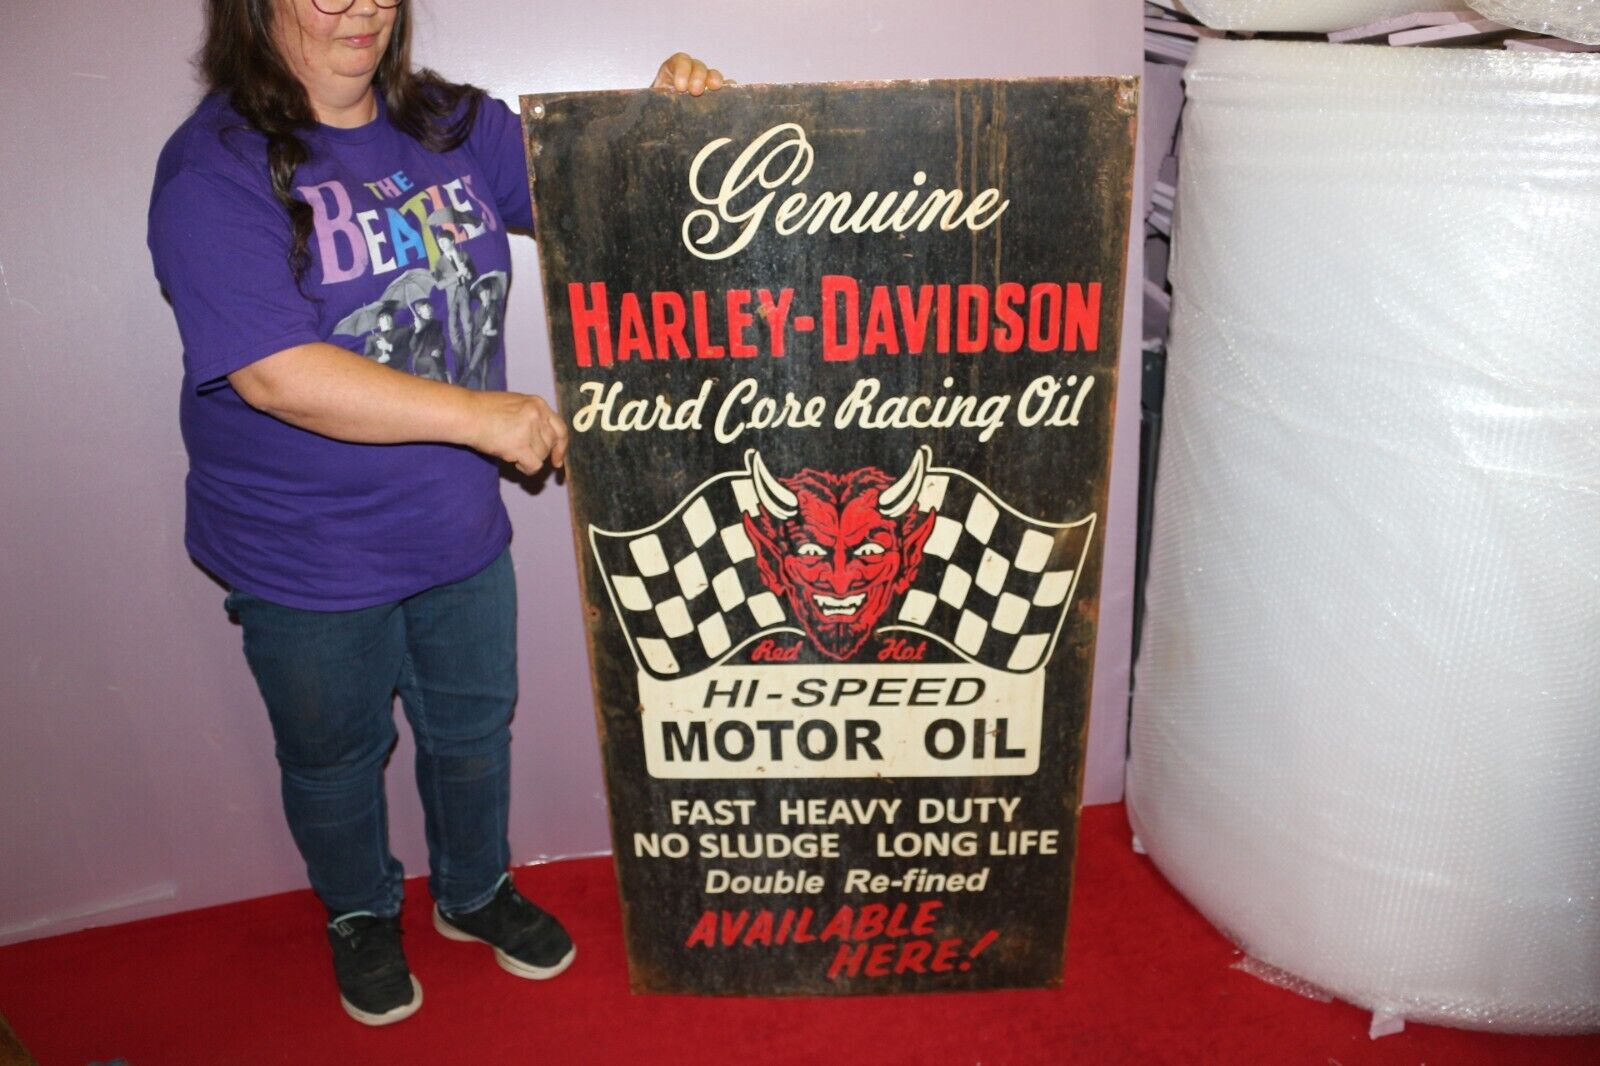 THE
BEATLES
Genuine
HARLEY-DAVIDSON
Hard Core Racing Oil
Red Hot
HI-SPEED
MOTOR OIL
FAST HEAVY DUTY
NO SLUDGE LONG LIFE
Double Re-fined
AVAILABLE
HERE!